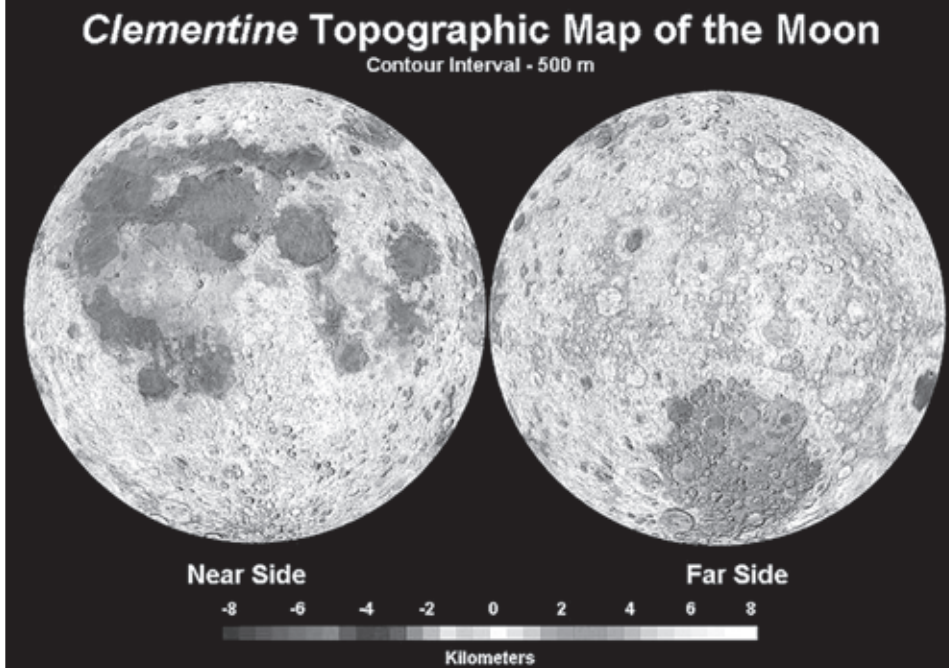 Clementine Topographic Map of the Moon
Contour Interval - 500 m
Near Side
Far Side
-8 -6 -4 -2 0 2 4 6 8
Kilometers